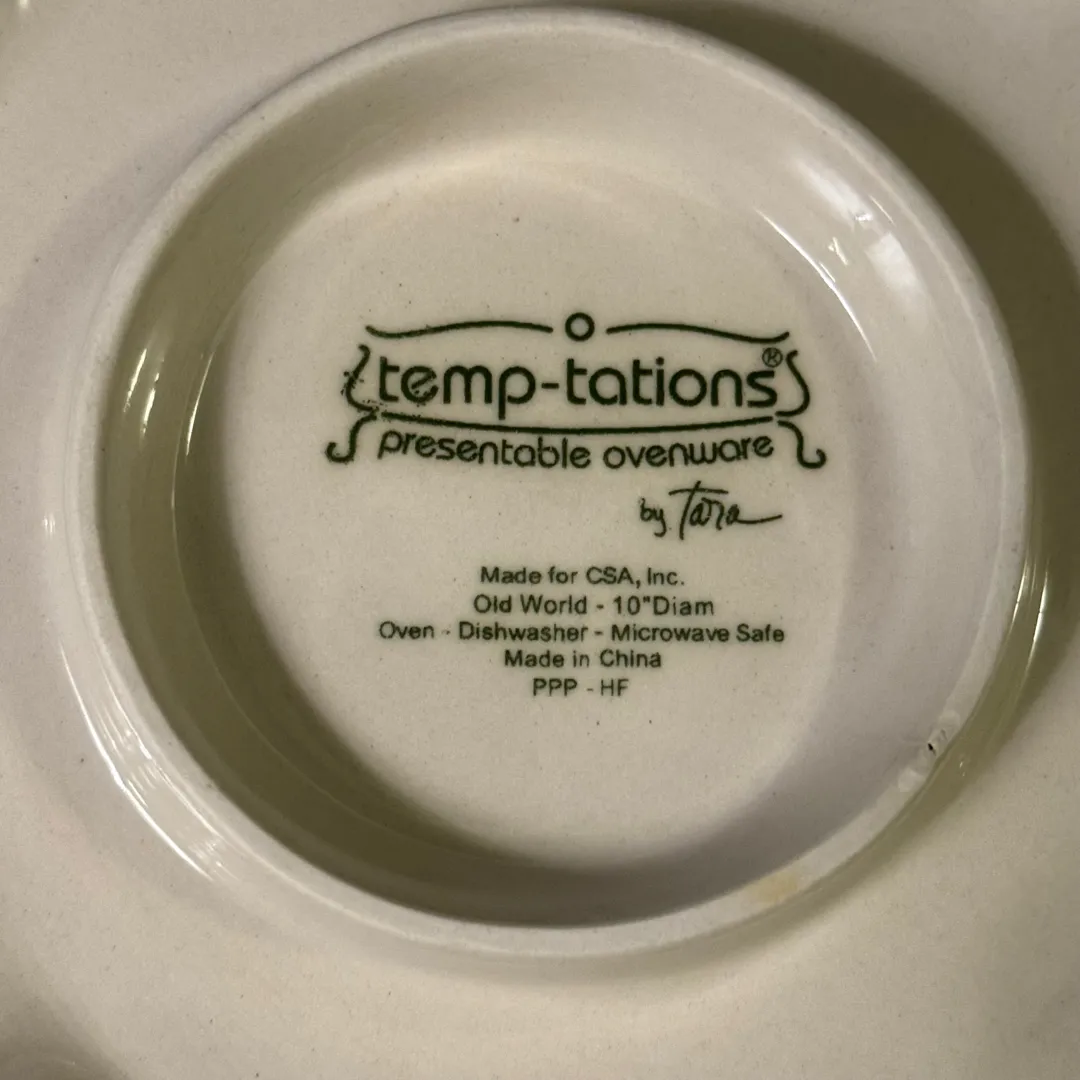 temp-tations®
presentable ovenware
by Tara
Made for CSA, Inc.
Old World - 10"Diam
Oven - Dishwasher - Microwave Safe
Made in China
PPP - HF